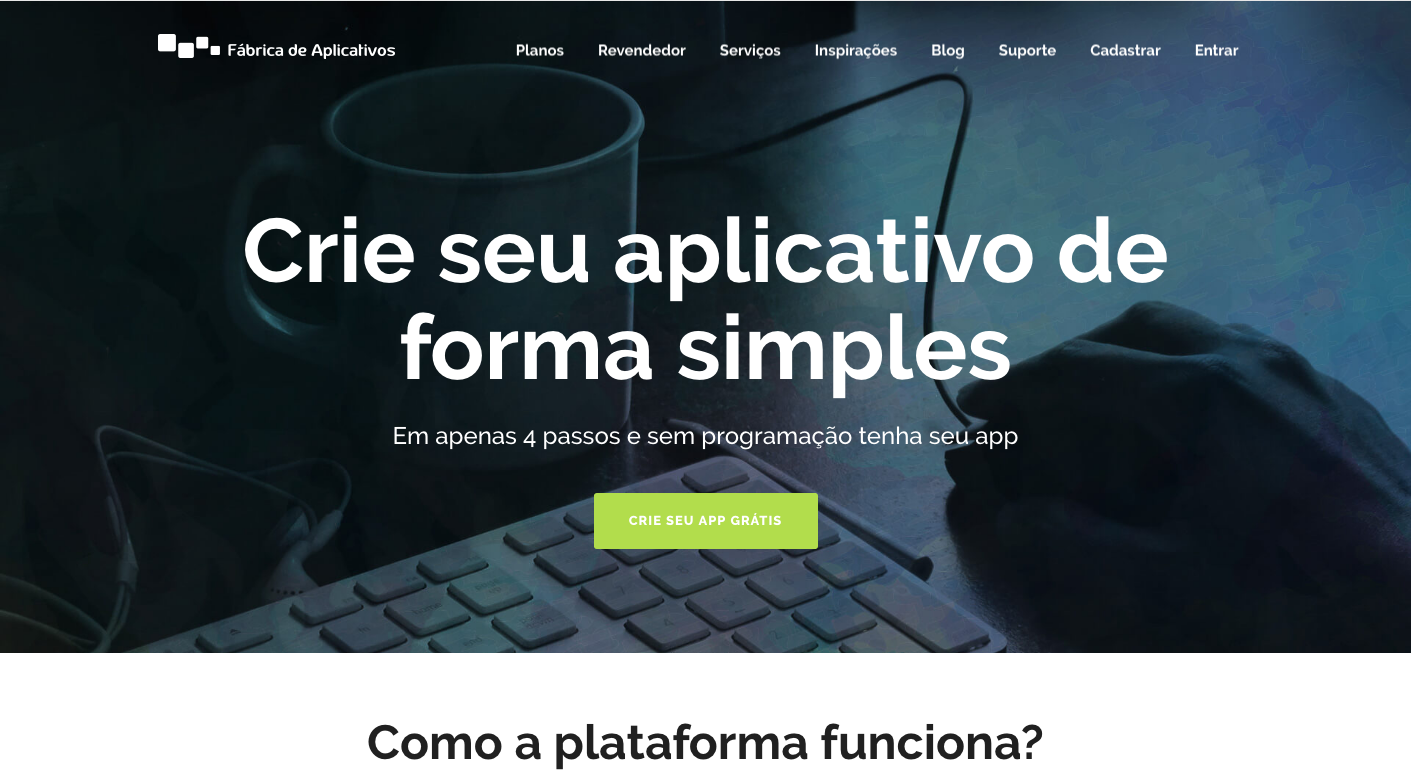 Fábrica de Aplicativos
Planos Revendedor Serviços Inspirações Blog Suporte Cadastrar Entrar
Crie seu aplicativo de
forma simples
Em apenas 4 passos e sem programação tenha seu app
CRIE SEU APP GRÁTIS
Como a plataforma funciona?